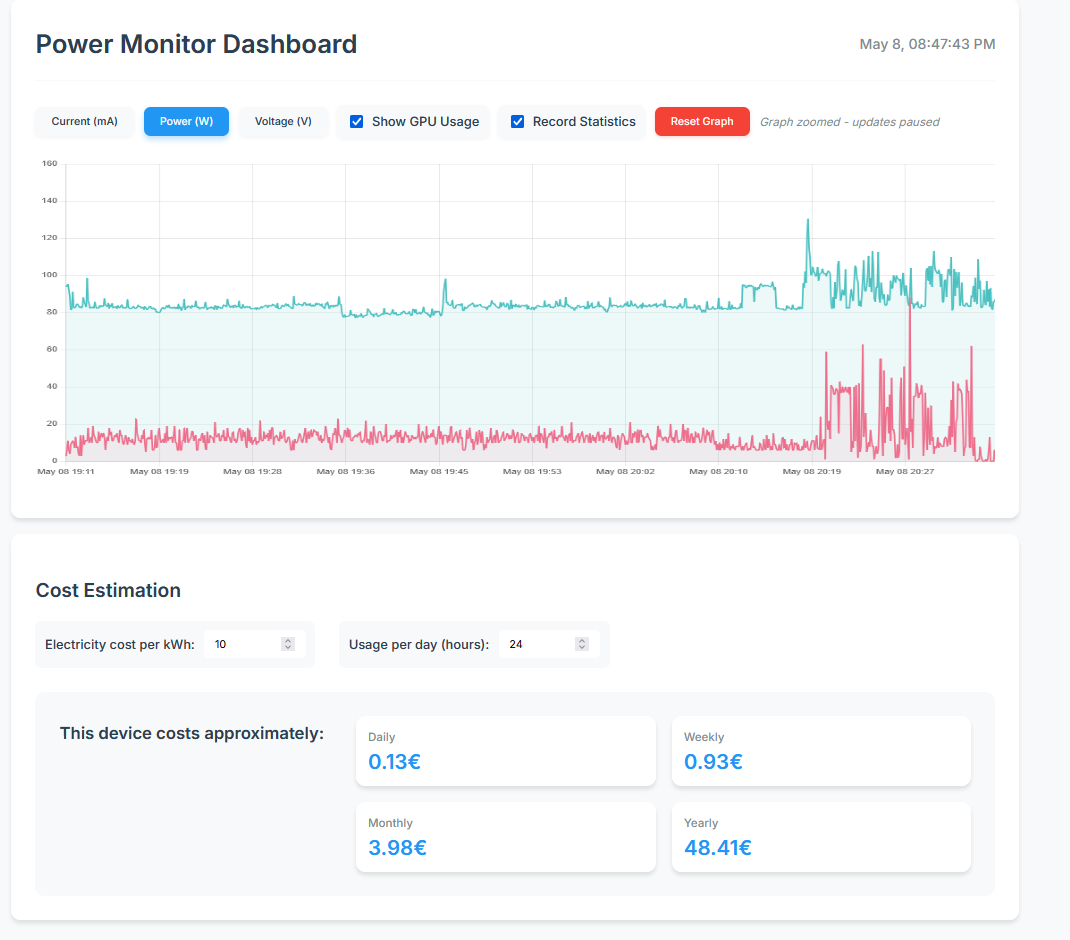 Power Monitor Dashboard
May 8, 08:47:43 PM
Current (mA) Power (W) Voltage (V) Show GPU Usage Record Statistics Reset Graph Graph zoomed - updates paused
160
140
120
100
80
60
40
20
0
May 08 19:11 May 08 19:19 May 08 19:28 May 08 19:36 May 08 19:45 May 08 19:53 May 08 20:02 May 08 20:10 May 08 20:19 May 08 20:27
Cost Estimation
Electricity cost per kWh: 10 Usage per day (hours): 24
This device costs approximately:
Daily
0.13€
Weekly
0.93€
Monthly
3.98€
Yearly
48.41€